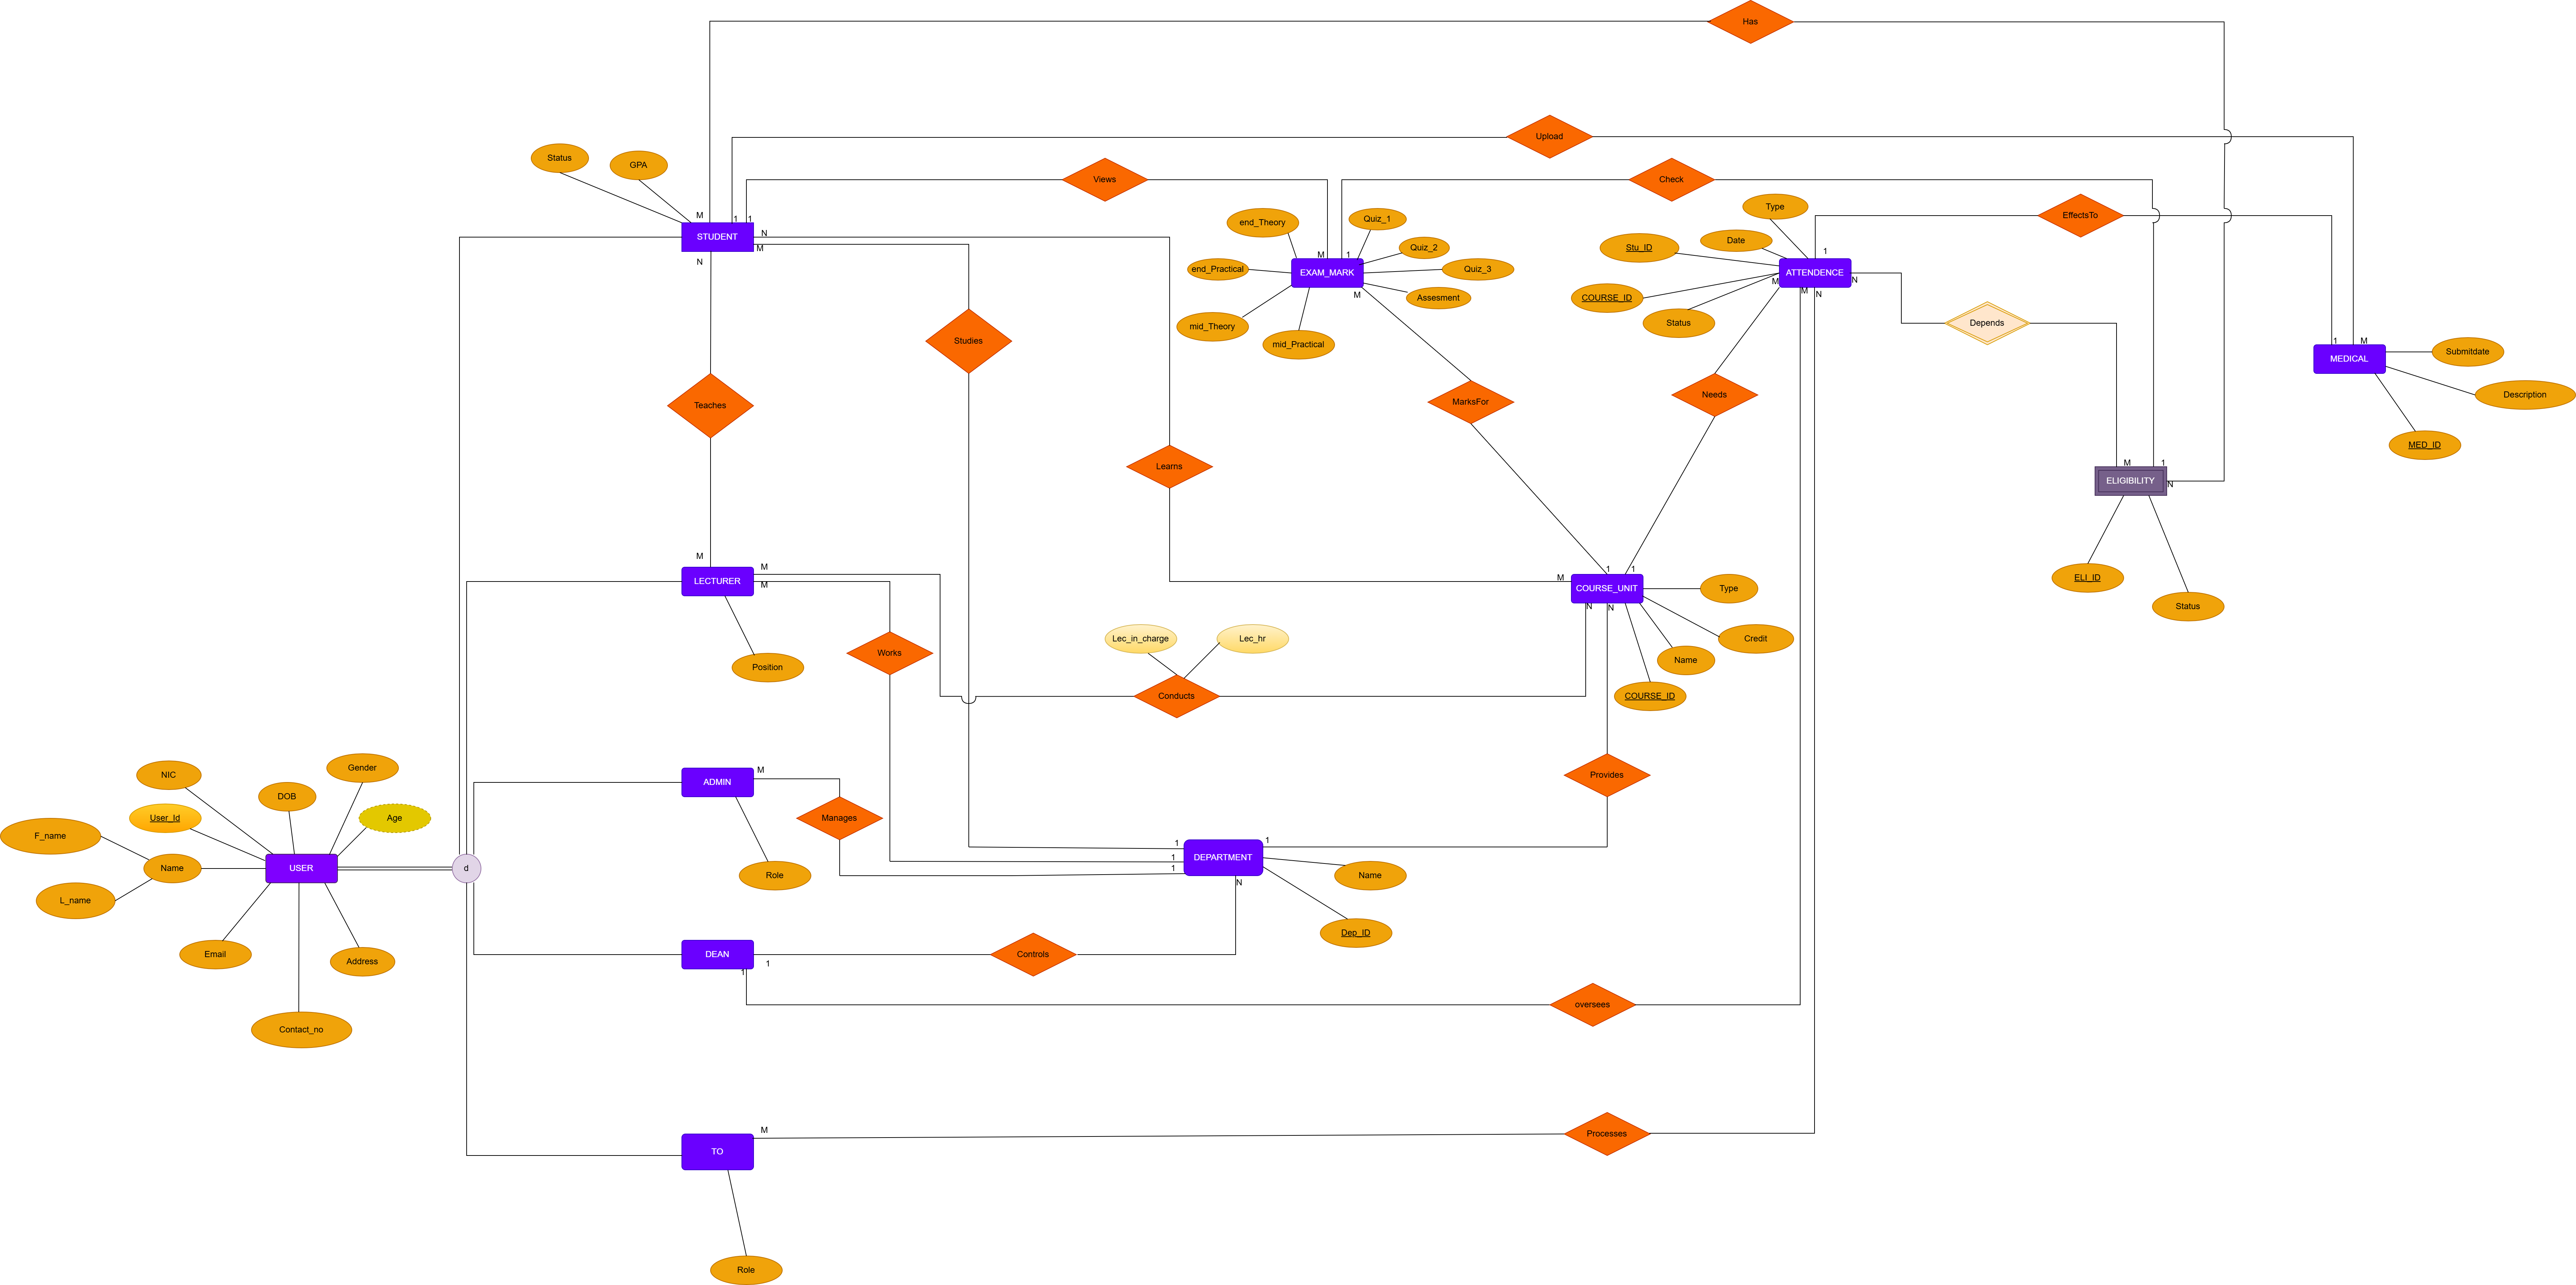 Has
Upload
Status
GPA
Views
Check
Type
M
1
1
STUDENT
N
M
N
end_Theory
Quiz_1
Quiz_2
Quiz_3
end_Practical
M
1
EXAM_MARK
Assesment
M
mid_Theory
mid_Practical
Stu_ID
Date
EffectsTo
1
ATTENDENCE
M
M
N
N
COURSE_ID
Status
Studies
Depends
1
M
MEDICAL
Submitdate
Description
MED_ID
Teaches
MarksFor
Needs
Learns
M
1
ELIGIBILITY
N
ELI_ID
Status
M
LECTURER
M
M
Position
Works
M
1
1
COURSE_UNIT
N
N
Type
Credit
Name
COURSE_ID
Lec_in_charge
Lec_hr
Conducts
NIC
DOB
Gender
User_Id
Age
F_name
Name
L_name
USER
d
Email
Address
Contact_no
M
ADMIN
Manages
Role
Provides
1
1
1
1
DEPARTMENT
N
Name
Dep_ID
DEAN
1
1
Controls
oversees
M
TO
Processes
Role